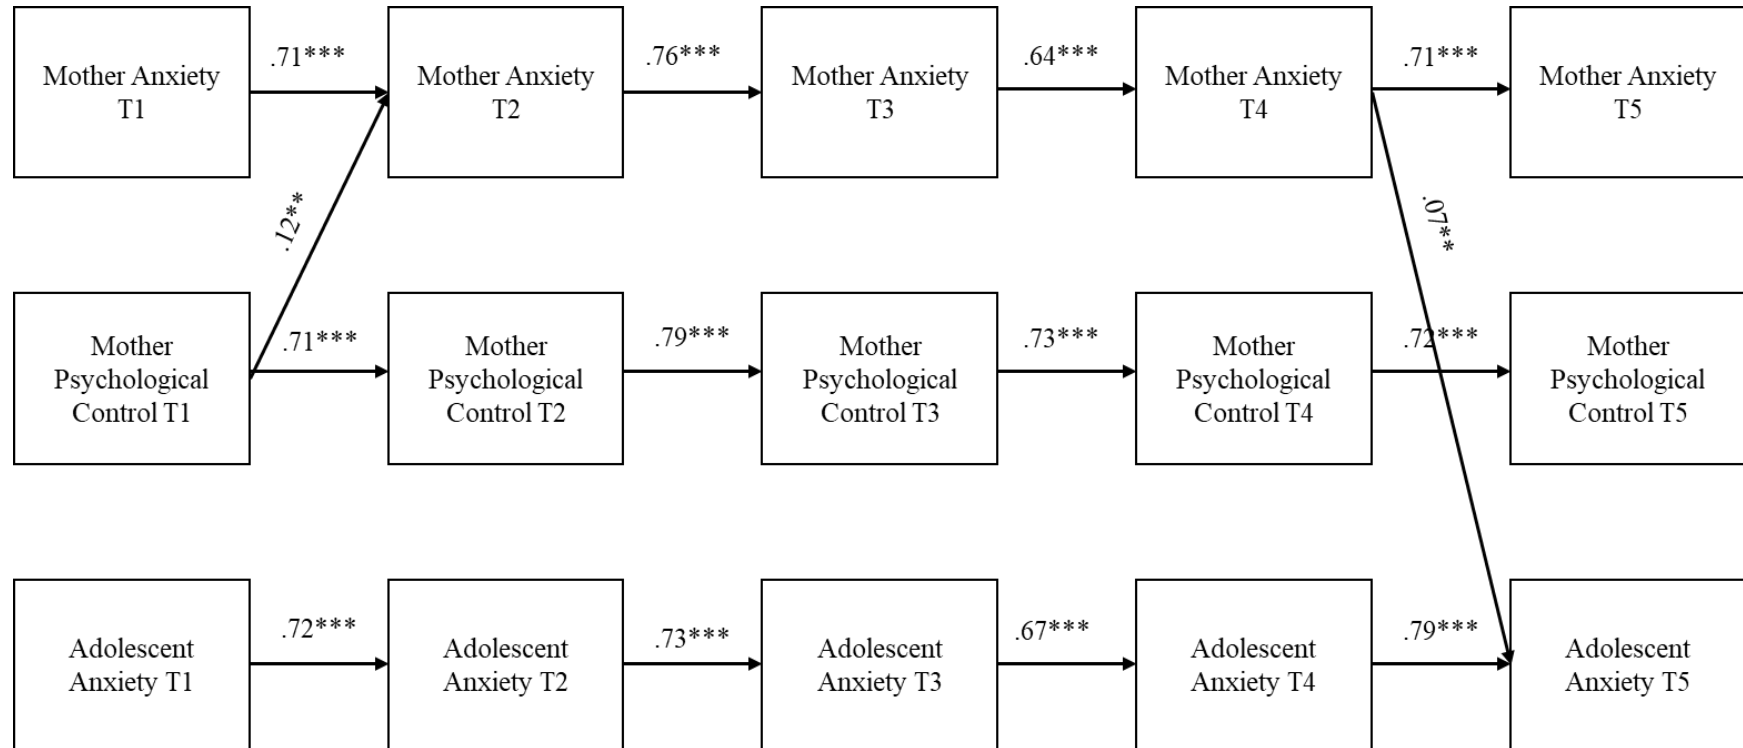 .71***
.76***
.64***
.71***
Mother Anxiety
T1
Mother Anxiety
T2
Mother Anxiety
T3
Mother Anxiety
T4
Mother Anxiety
T5
.12**
.07**
.71***
.79***
.73***
.72***
Mother
Psychological
Control T1
Mother
Psychological
Control T2
Mother
Psychological
Control T3
Mother
Psychological
Control T4
Mother
Psychological
Control T5
.72***
.73***
.67***
.79***
Adolescent
Anxiety T1
Adolescent
Anxiety T2
Adolescent
Anxiety T3
Adolescent
Anxiety T4
Adolescent
Anxiety T5